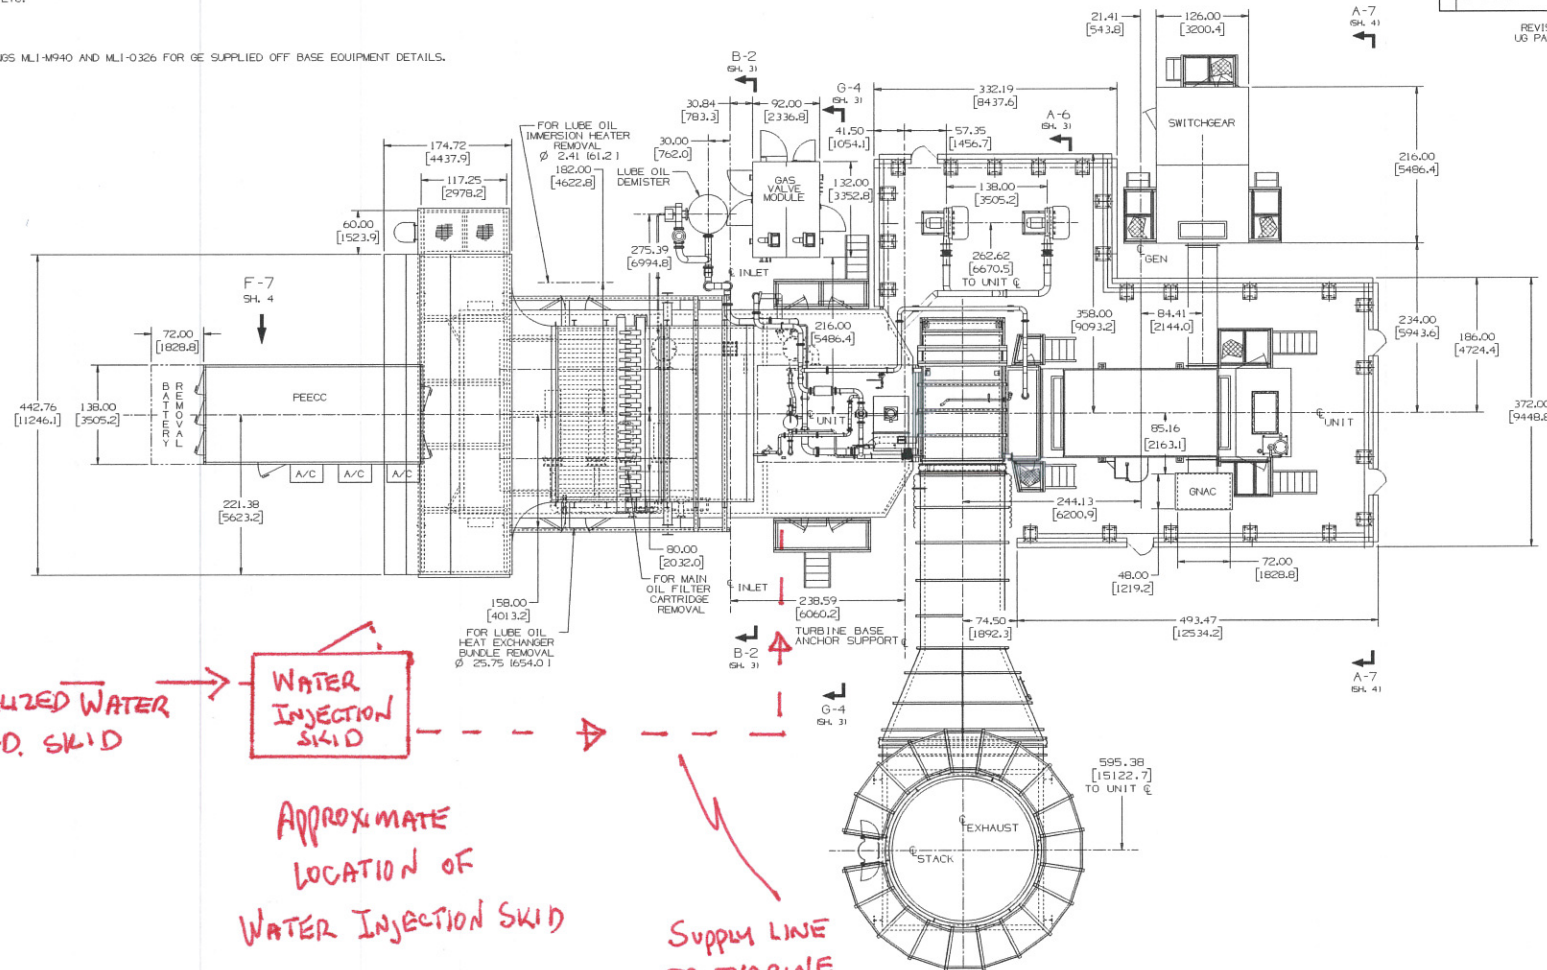 ETC.
NGS MLI-M940 AND MLI-0326 FOR GE SUPPLIED OFF BASE EQUIPMENT DETAILS.
REVIS
UG PA
21.41
[543.8]
126.00
[3200.4]
A-7
(SH. 4)
B-2
(SH. 3)
G-4
(SH. 3)
332.19
[8437.6]
30.84
[783.3]
92.00
[2336.8]
41.50
[1054.1]
57.35
[1456.7]
A-6
(SH. 3)
SWITCHGEAR
FOR LUBE OIL
IMMERSION HEATER
REMOVAL
Ø 2.41 [61.2]
30.00
[762.0]
174.72
[4437.9]
182.00
[4622.8]
LUBE OIL
DEMISTER
GAS
VALVE
MODULE
132.00
[3352.8]
138.00
[3505.2]
216.00
[5486.4]
117.25
[2978.2]
60.00
[1523.9]
275.39
[6994.8]
℄ INLET
262.62
[6670.5]
TO UNIT ℄
℄ GEN
F-7
SH. 4
216.00
[5486.4]
358.00
[9093.2]
84.41
[2144.0]
234.00
[5943.6]
186.00
[4724.4]
72.00
[1828.8]
442.76
[11246.1]
138.00
[3505.2]
BATTERY
REMOVAL
PEECC
℄ UNIT
85.16
[2163.1]
℄ UNIT
372.00
[9448.8
A/C
A/C
A/C
221.38
[5623.2]
244.13
[6200.9]
GNAC
80.00
[2032.0]
48.00
[1219.2]
72.00
[1828.8]
158.00
[4013.2]
FOR MAIN
OIL FILTER
CARTRIDGE
REMOVAL
℄ INLET
238.59
[6060.2]
74.50
[1892.3]
493.47
[12534.2]
FOR LUBE OIL
HEAT EXCHANGER
BUNDLE REMOVAL
Ø 25.75 [654.0]
B-2
(SH. 3)
TURBINE BASE
ANCHOR SUPPORT ℄
A-7
(SH. 4)
G-4
(SH. 3)
LIZED WATER
D. SKID
WATER
INJECTION
SKID
595.38
[15122.7]
TO UNIT ℄
℄ EXHAUST
℄ STACK
APPROXIMATE
LOCATION OF
WATER INJECTION SKID
SUPPLY LINE
TO TURBINE